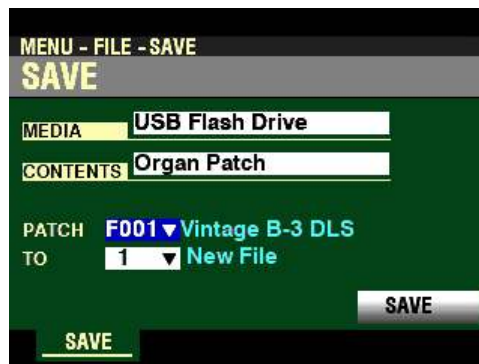 MENU - FILE - SAVE
SAVE
MEDIA USB Flash Drive
CONTENTS Organ Patch
PATCH F001 ▼ Vintage B-3 DLS
TO 1 ▼ New File
SAVE
SAVE